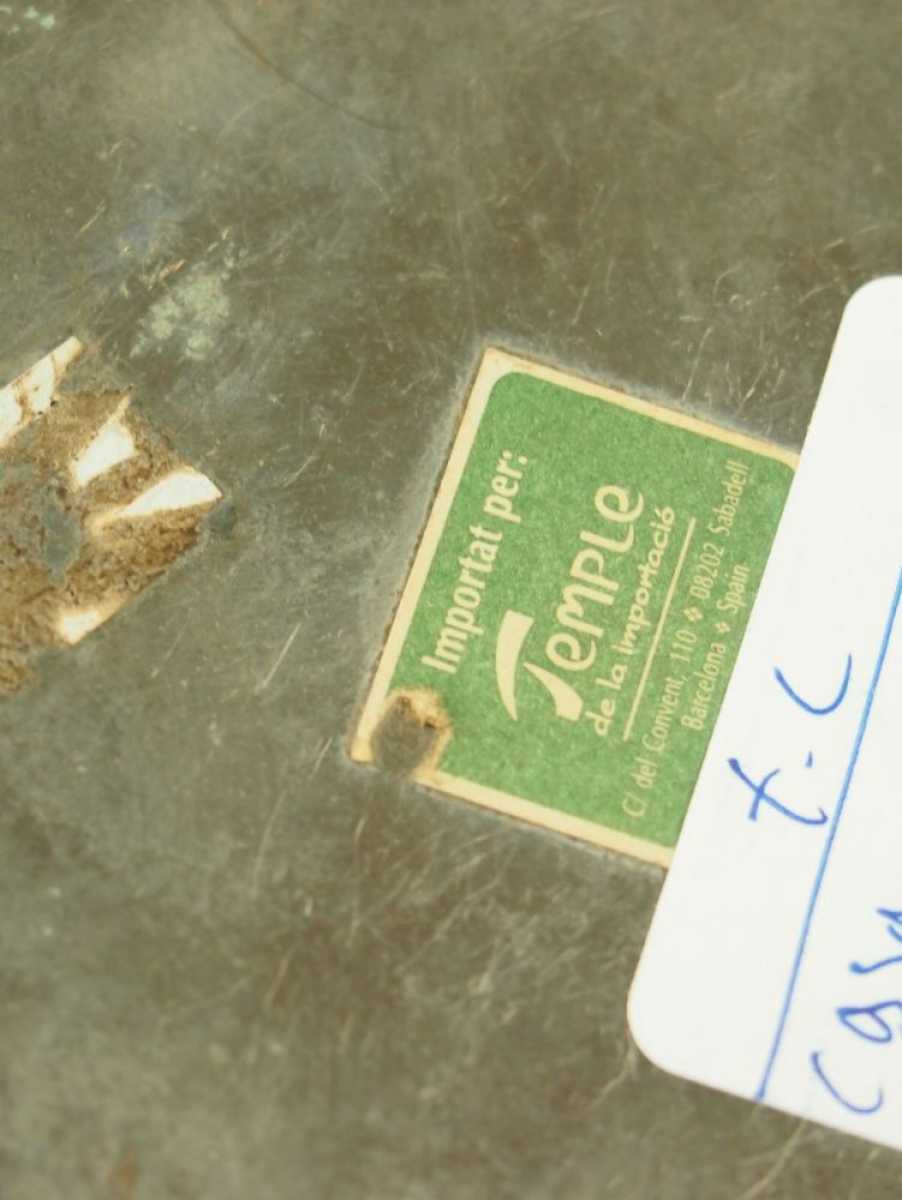 Importat per:
TEMPLE
de la Importació
C/ del Convent, 110 ❖ 08202 Sabadell
Barcelona ❖ Spain
t.c